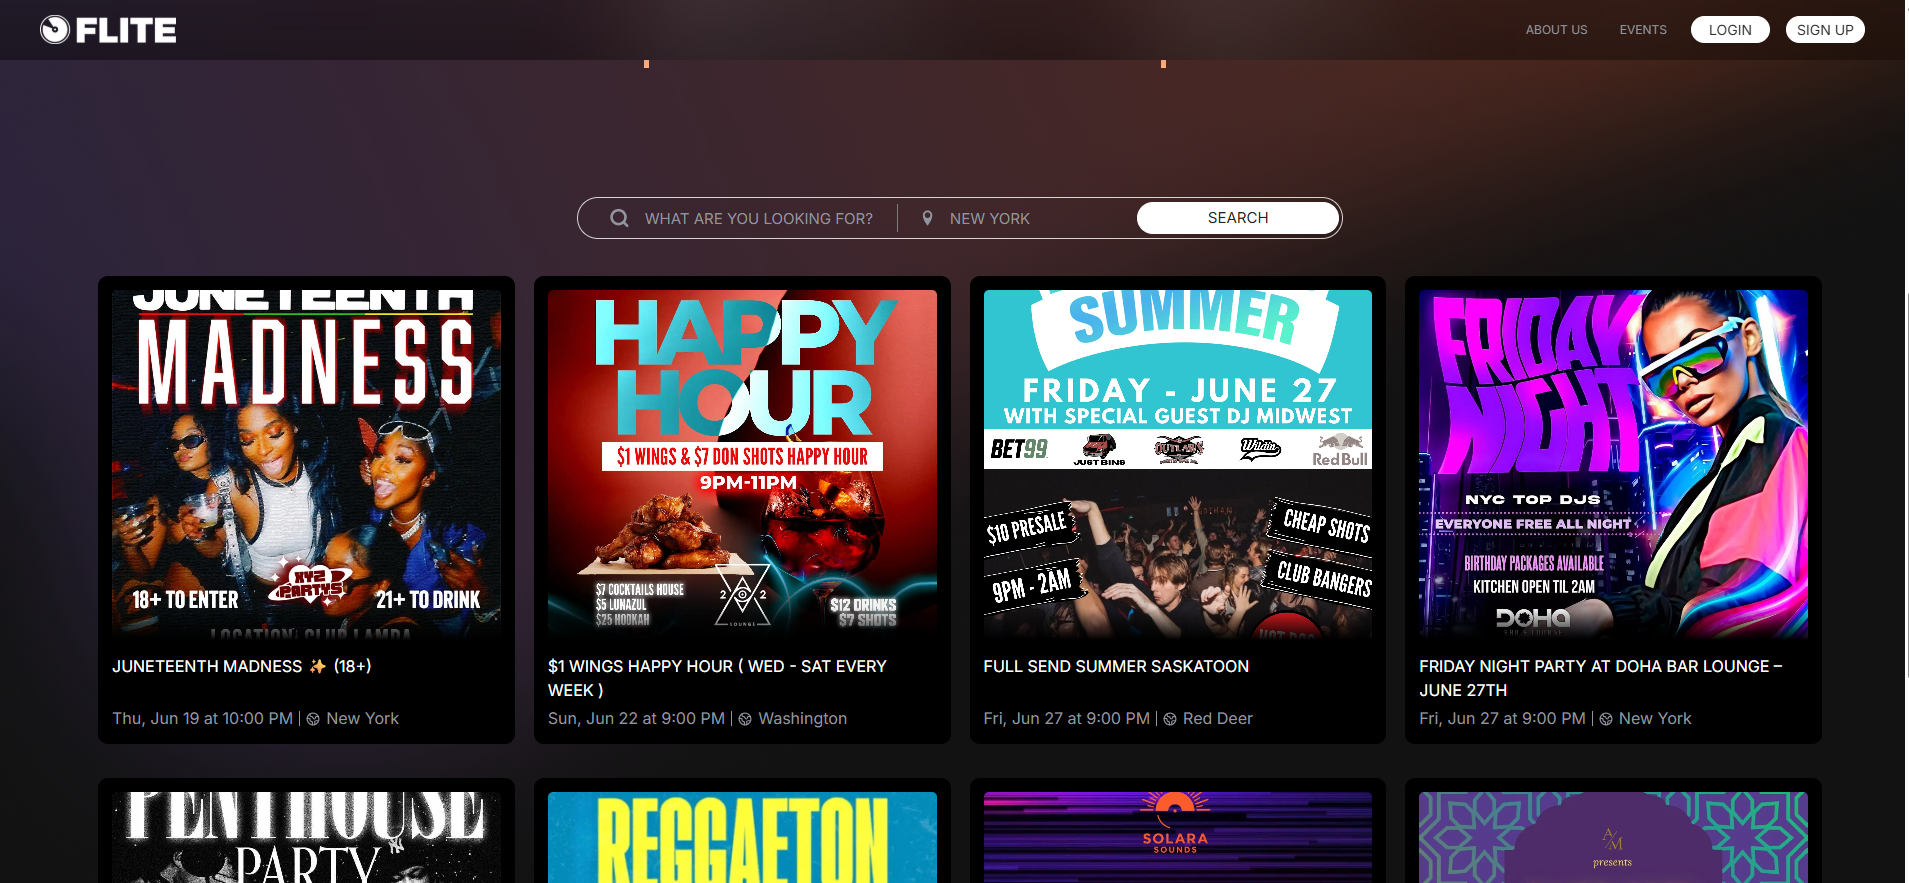 FLITE
ABOUT US
EVENTS
LOGIN
SIGN UP
WHAT ARE YOU LOOKING FOR?
NEW YORK
SEARCH
JUNETEENTH
MADNESS
XYZ
PARTYS
18+ TO ENTER
21+ TO DRINK
LOCATION: CLUB LAMDA
JUNETEENTH MADNESS ✨ (18+)
Thu, Jun 19 at 10:00 PM | New York
HAPPY
HOUR
$1 WINGS & $7 DON SHOTS HAPPY HOUR
9PM-11PM
$7 COCKTAILS HOUSE
$5 LUNAZUL
$25 HOOKAH
2 2
LOUNGE
$12 DRINKS
$7 SHOTS
$1 WINGS HAPPY HOUR ( WED - SAT EVERY
WEEK )
Sun, Jun 22 at 9:00 PM | Washington
SUMMER
FRIDAY - JUNE 27
WITH SPECIAL GUEST DJ MIDWEST
BET99
JUST BINS
OUTLAWS
Red Bull
$10 PRESALE
CHEAP SHOTS
9PM - 2AM
CLUB BANGERS
HOT DOG
FULL SEND SUMMER SASKATOON
Fri, Jun 27 at 9:00 PM | Red Deer
FRIDAY
NIGHT
NYC TOP DJS
EVERYONE FREE ALL NIGHT
BIRTHDAY PACKAGES AVAILABLE
KITCHEN OPEN TIL 2AM
DOHA
BAR & LOUNGE
FRIDAY NIGHT PARTY AT DOHA BAR LOUNGE –
JUNE 27TH
Fri, Jun 27 at 9:00 PM | New York
PENTHOUSE
PARTY
REGGAETON
SOLARA
SOUNDS
A/M
presents